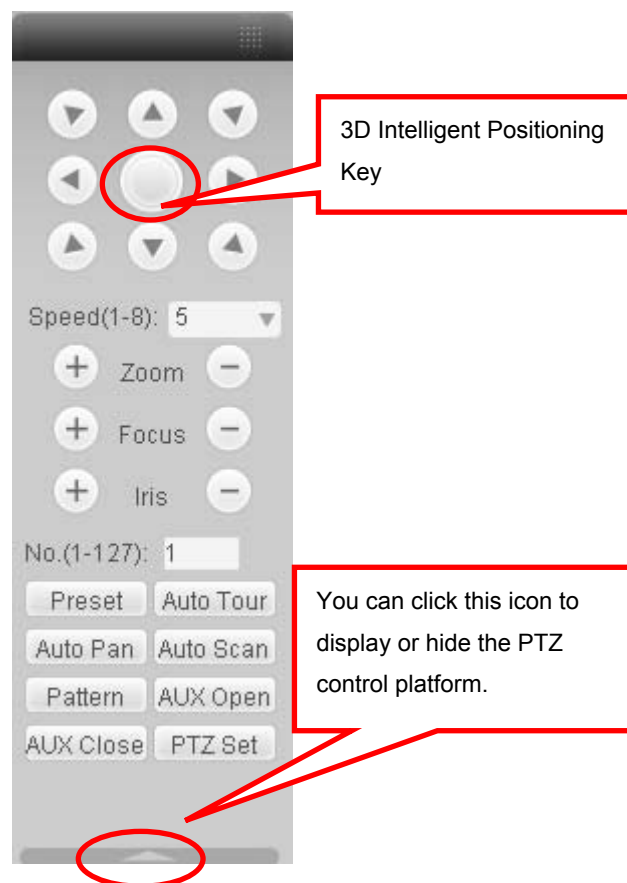 3D Intelligent Positioning
Key
Speed(1-8): 5
+ Zoom −
+ Focus −
+ Iris −
No.(1-127): 1
Preset Auto Tour
Auto Pan Auto Scan
Pattern AUX Open
AUX Close PTZ Set
You can click this icon to
display or hide the PTZ
control platform.